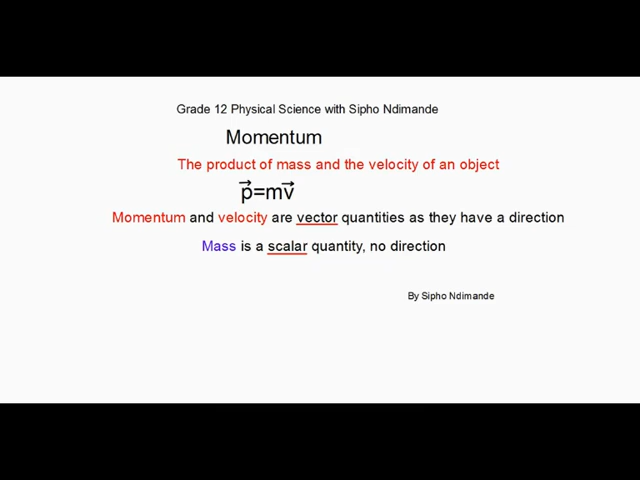 Grade 12 Physical Science with Sipho Ndimande
Momentum
The product of mass and the velocity of an object
p⃗=mv⃗
Momentum and velocity are vector quantities as they have a direction
Mass is a scalar quantity, no direction
By Sipho Ndimande